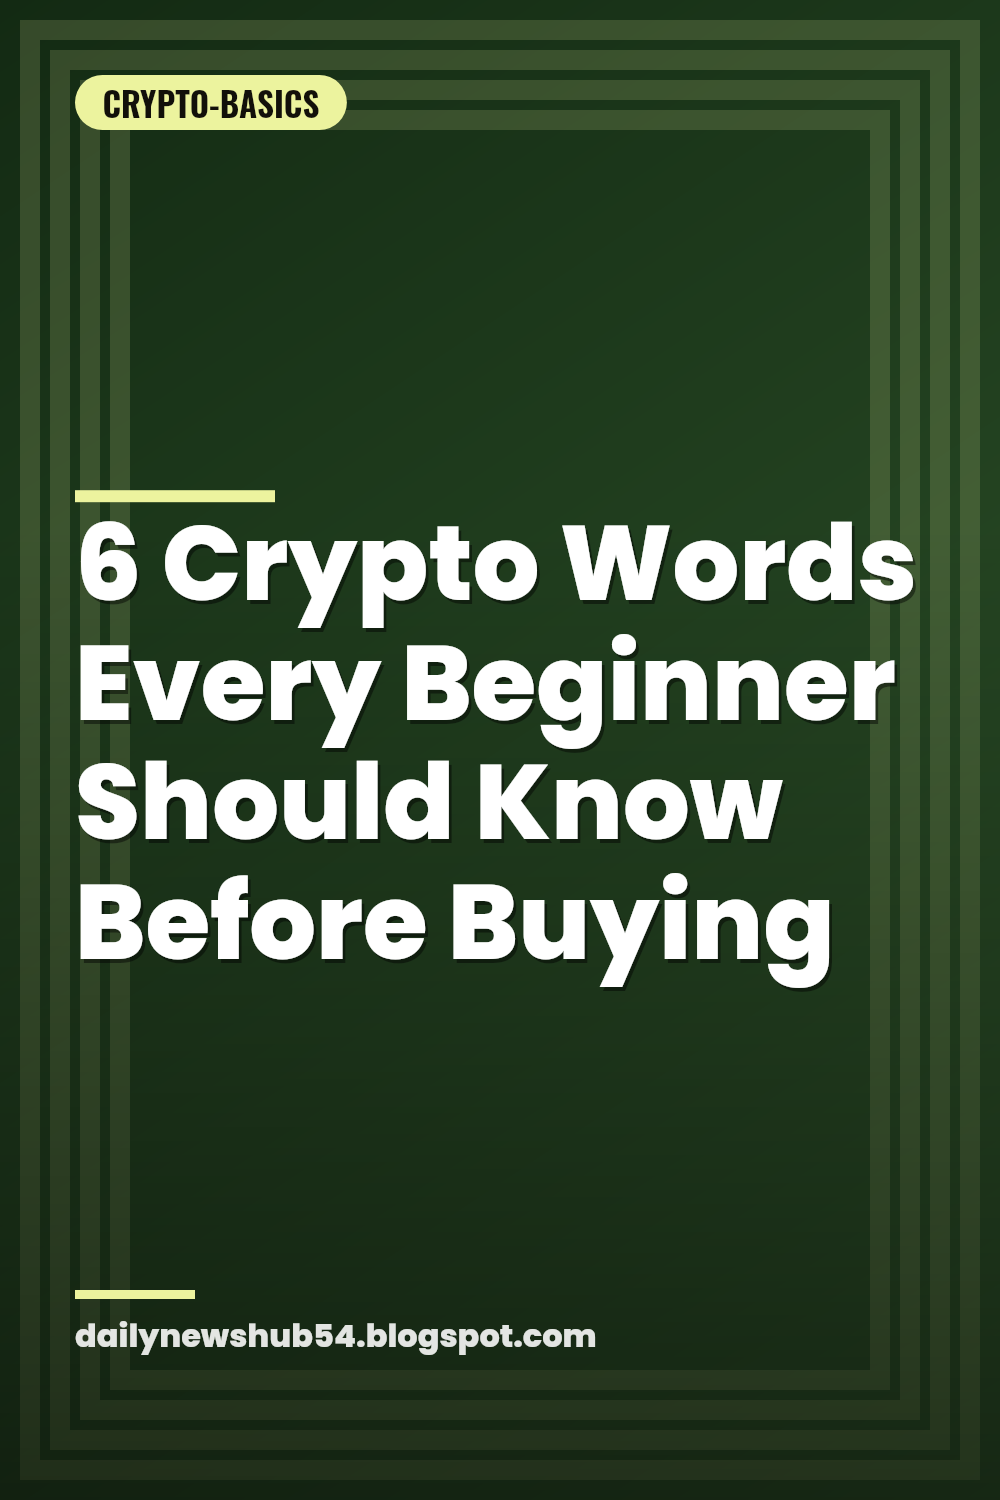 CRYPTO-BASICS
6 Crypto Words
Every Beginner
Should Know
Before Buying
dailynewshub54.blogspot.com